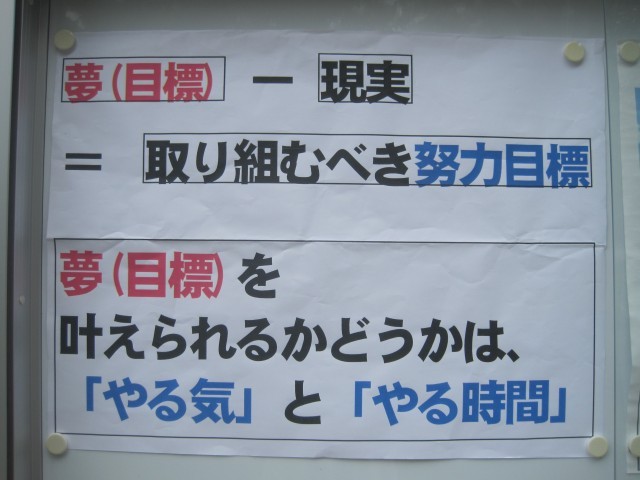 夢(目標) － 現実
＝ 取り組むべき努力目標
夢(目標)を
叶えられるかどうかは、
「やる気」と「やる時間」